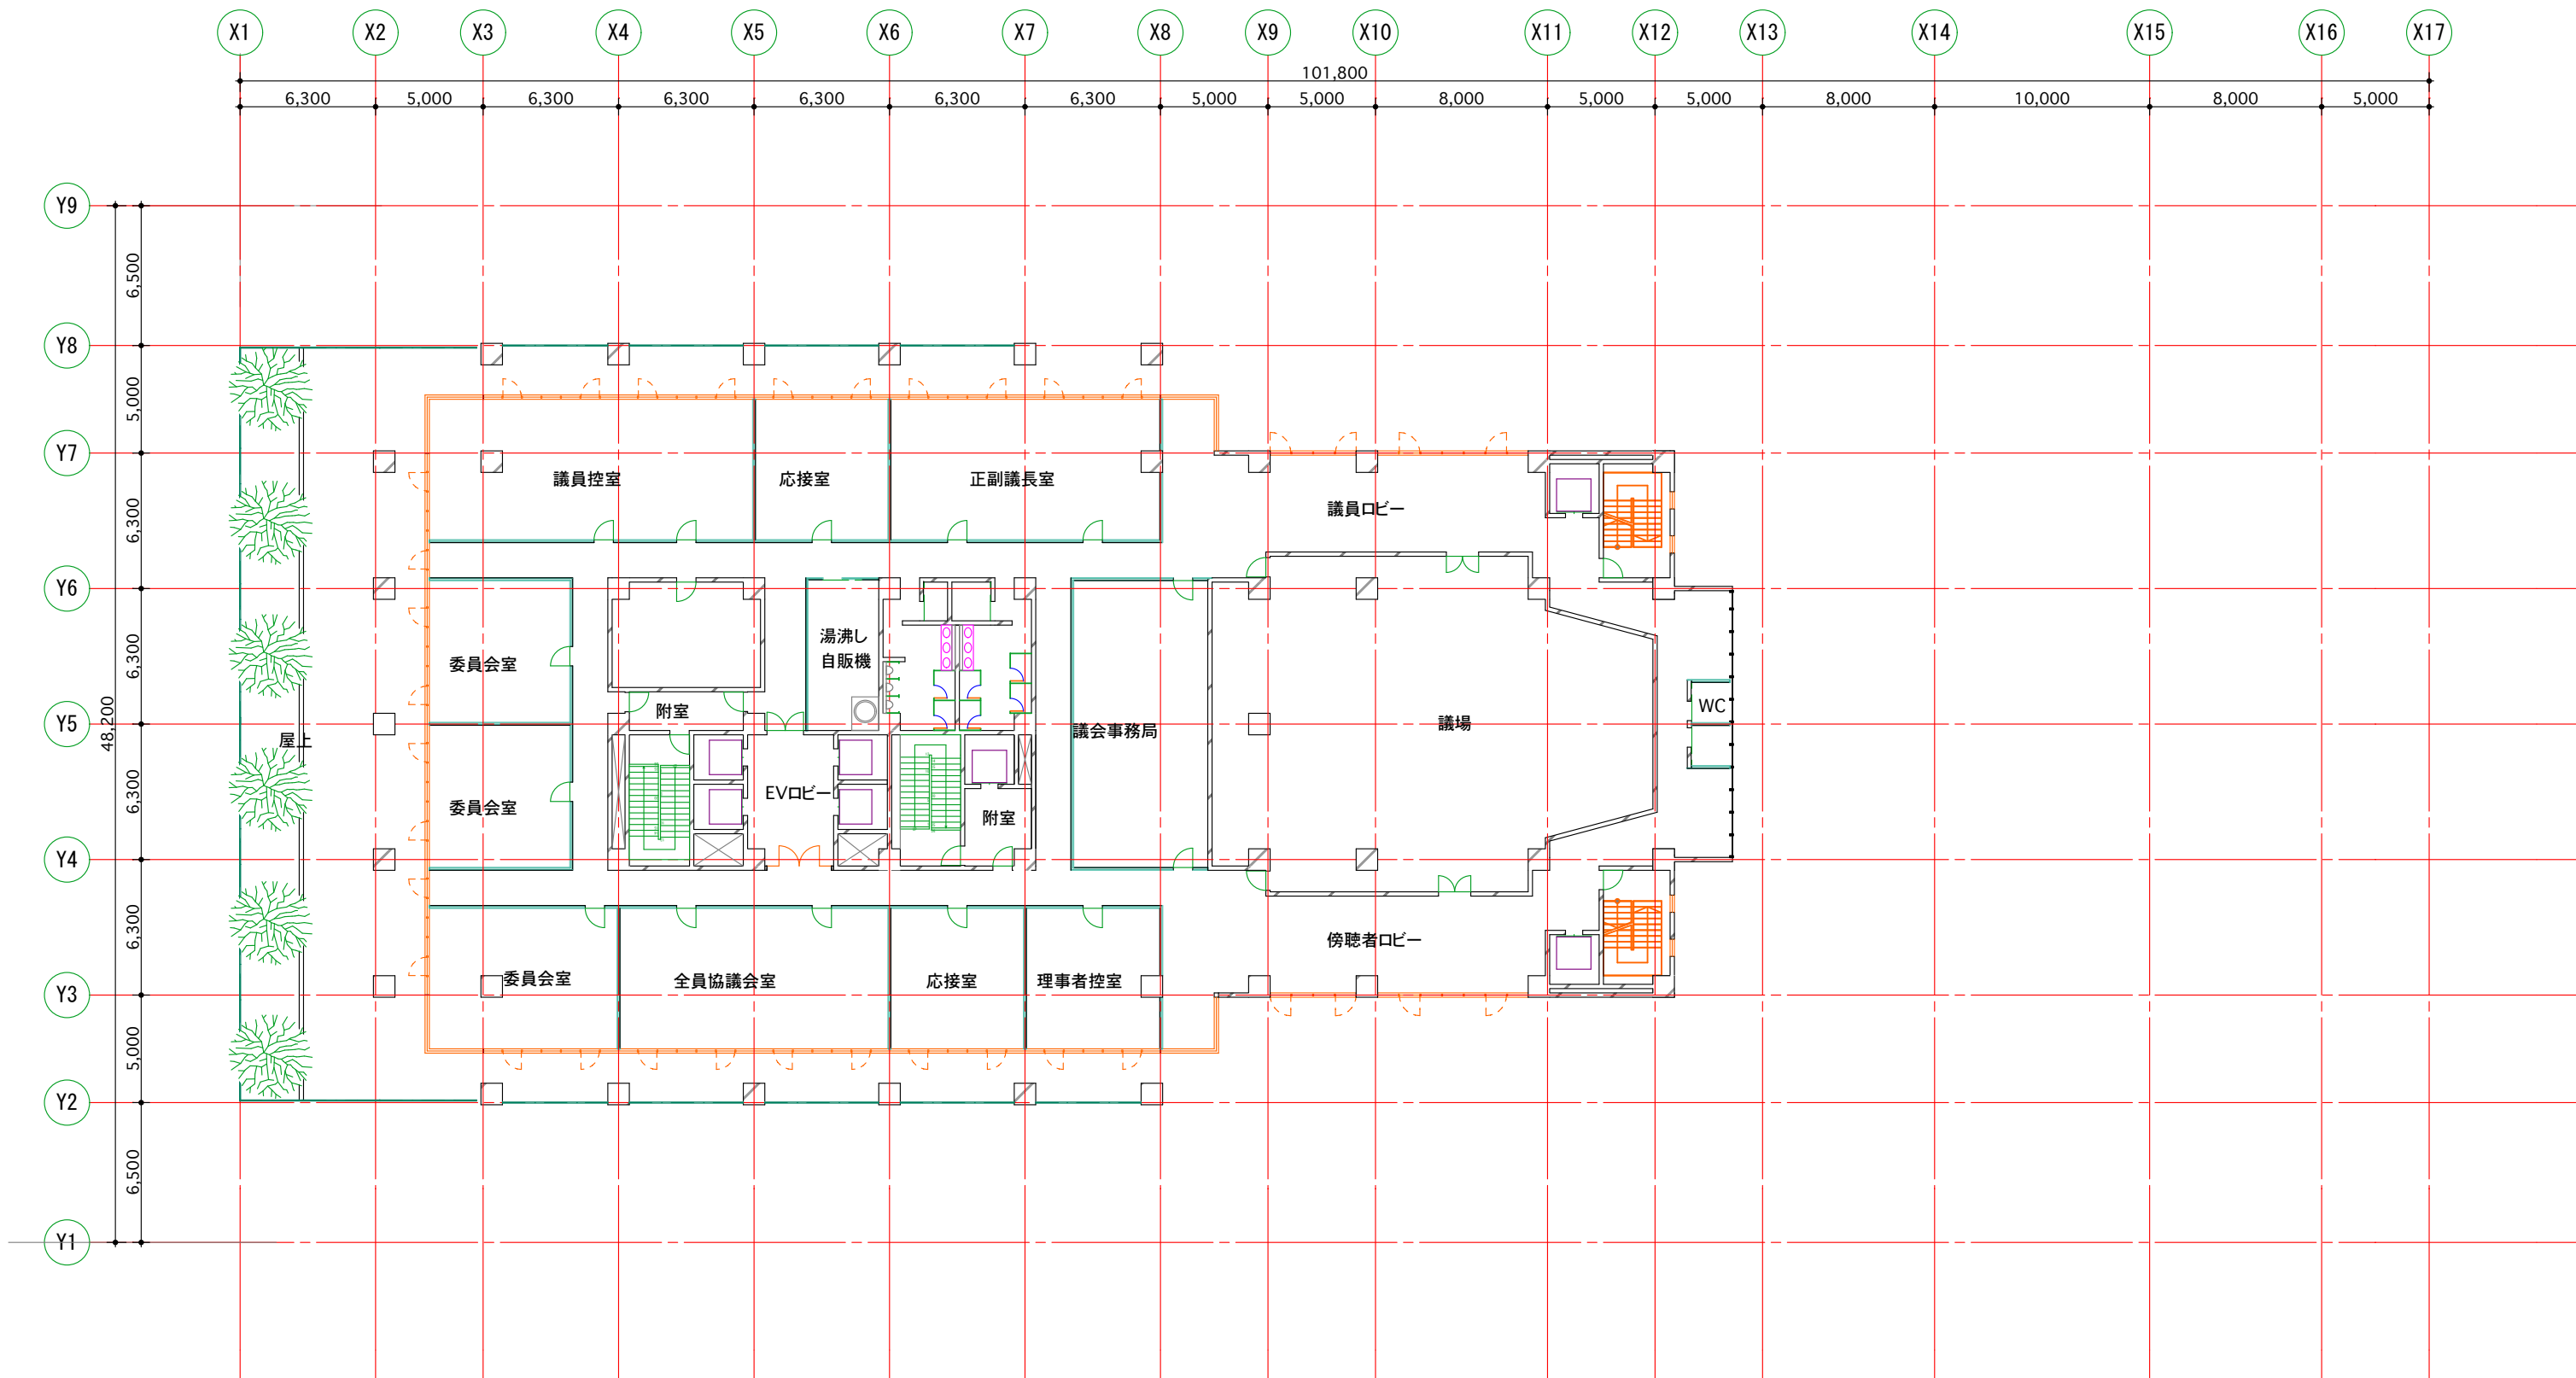 X1 X2 X3 X4 X5 X6 X7 X8 X9 X10 X11 X12 X13 X14 X15 X16 X17
101,800
6,300 5,000 6,300 6,300 6,300 6,300 6,300 5,000 5,000 8,000 5,000 5,000 8,000 10,000 8,000 5,000
Y9
6,500
Y8
5,000
Y7
議員控室 応接室 正副議長室
議員ロビー
6,300
Y6
湯沸し
自販機
委員会室
6,300
48,200
附室
WC
Y5
屋上
議会事務局
議場
EVロビー
6,300
委員会室
附室
Y4
6,300
傍聴者ロビー
委員会室 全員協議会室 応接室 理事者控室
Y3
5,000
Y2
6,500
Y1